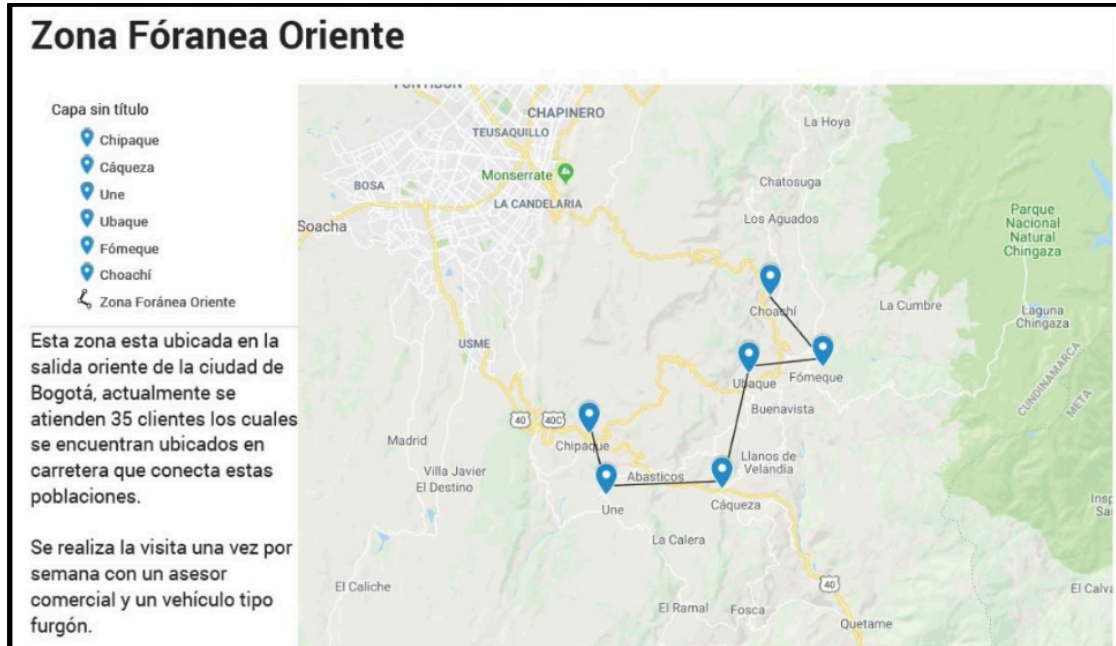 Zona Fóranea Oriente
Capa sin título
Chipaque
Cáqueza
Une
Ubaque
Fómeque
Choachí
Zona Foránea Oriente
Esta zona esta ubicada en la
salida oriente de la ciudad de
Bogotá, actualmente se
atienden 35 clientes los cuales
se encuentran ubicados en
carretera que conecta estas
poblaciones.
Se realiza la visita una vez por
semana con un asesor
comercial y un vehículo tipo
furgón.
CHAPINERO
TEUSAQUILLO
La Hoya
Monserrate
BOSA
LA CANDELARIA
Chatosuga
Soacha
Los Aguados
Parque
Nacional
Natural
Chingaza
Choachí
La Cumbre
Laguna
Chingaza
USME
Ubaque
Fómeque
CUNDINAMARCA
META
Buenavista
40
40C
Chipaque
Madrid
Villa Javier
El Destino
Abasticos
Llanos de
Velandia
Une
Cáqueza
La Calera
El Caliche
40
El Ramal
Fosca
Quetame